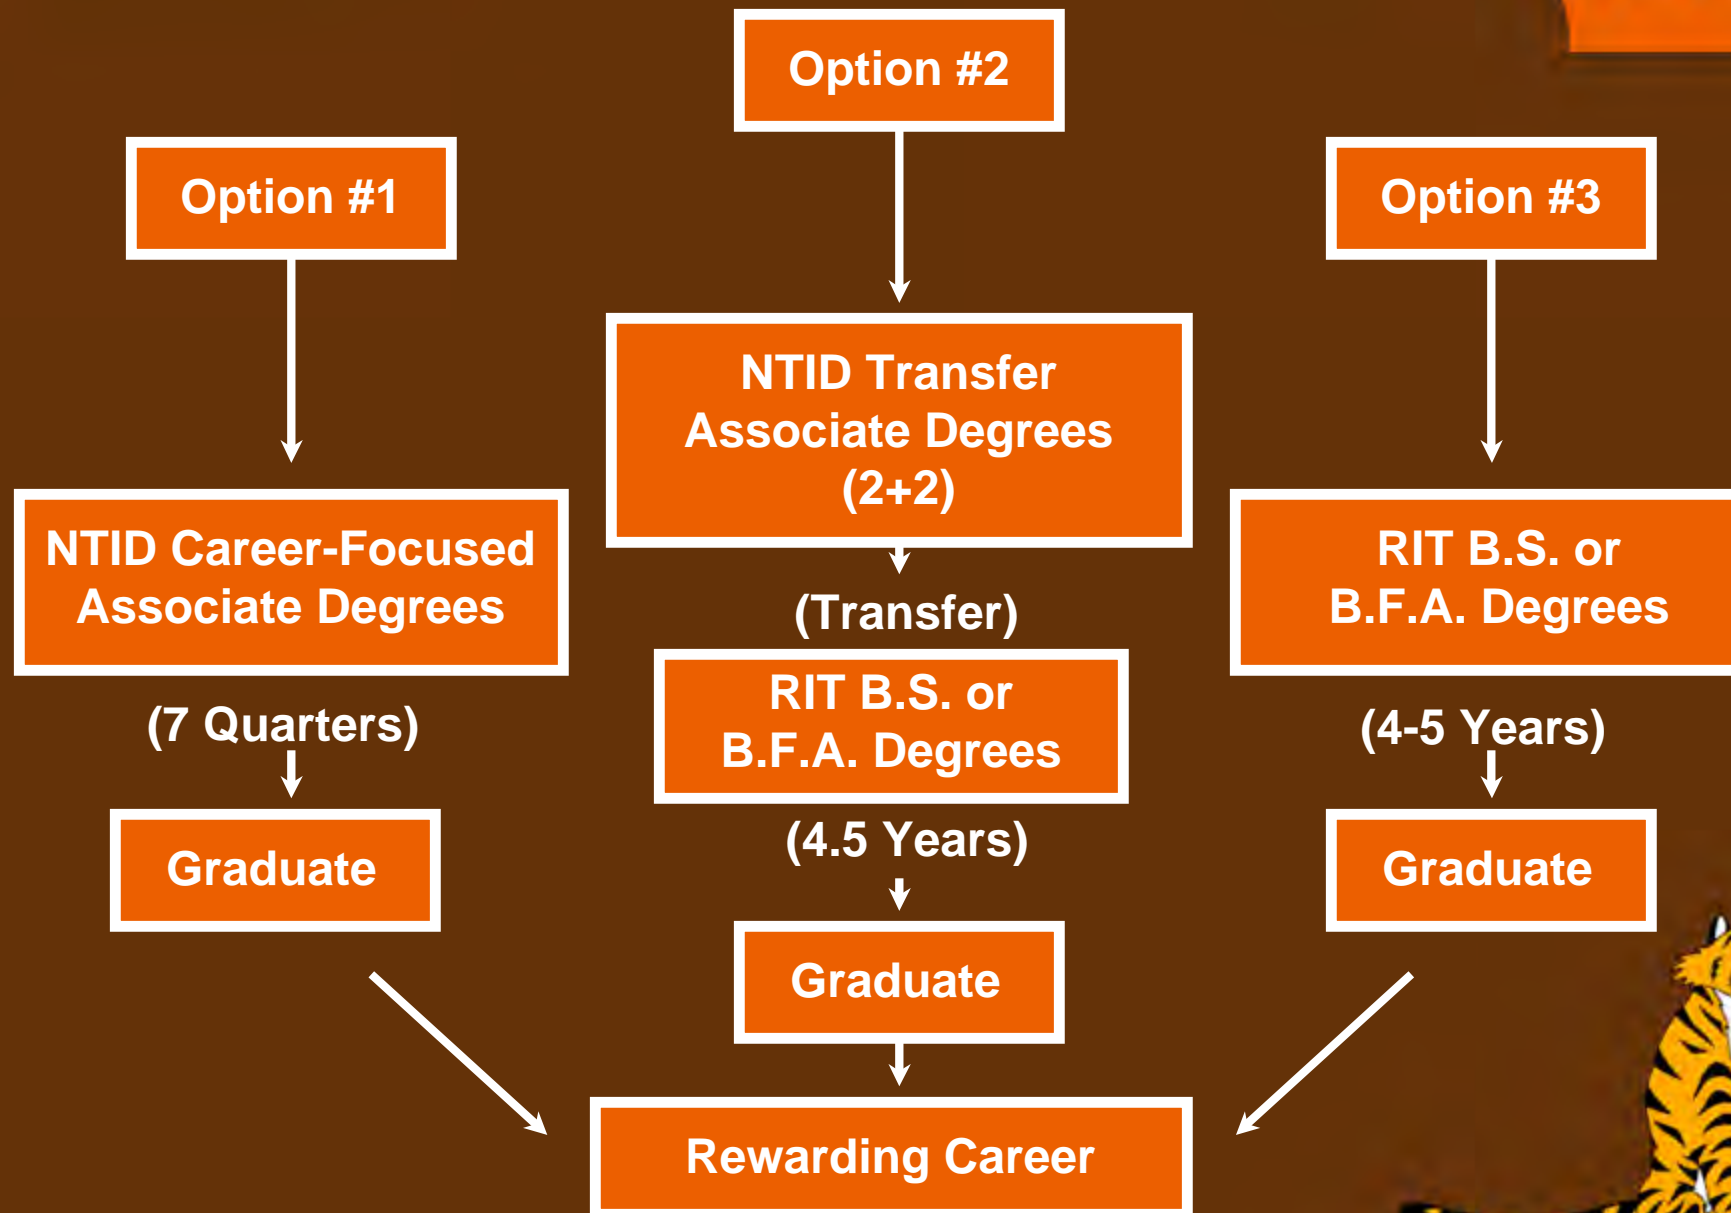 Option #2
Option #1
Option #3
NTID Transfer
Associate Degrees
(2+2)
NTID Career-Focused
Associate Degrees
RIT B.S. or
B.F.A. Degrees
(Transfer)
RIT B.S. or
B.F.A. Degrees
(7 Quarters)
(4-5 Years)
(4.5 Years)
Graduate
Graduate
Graduate
Rewarding Career